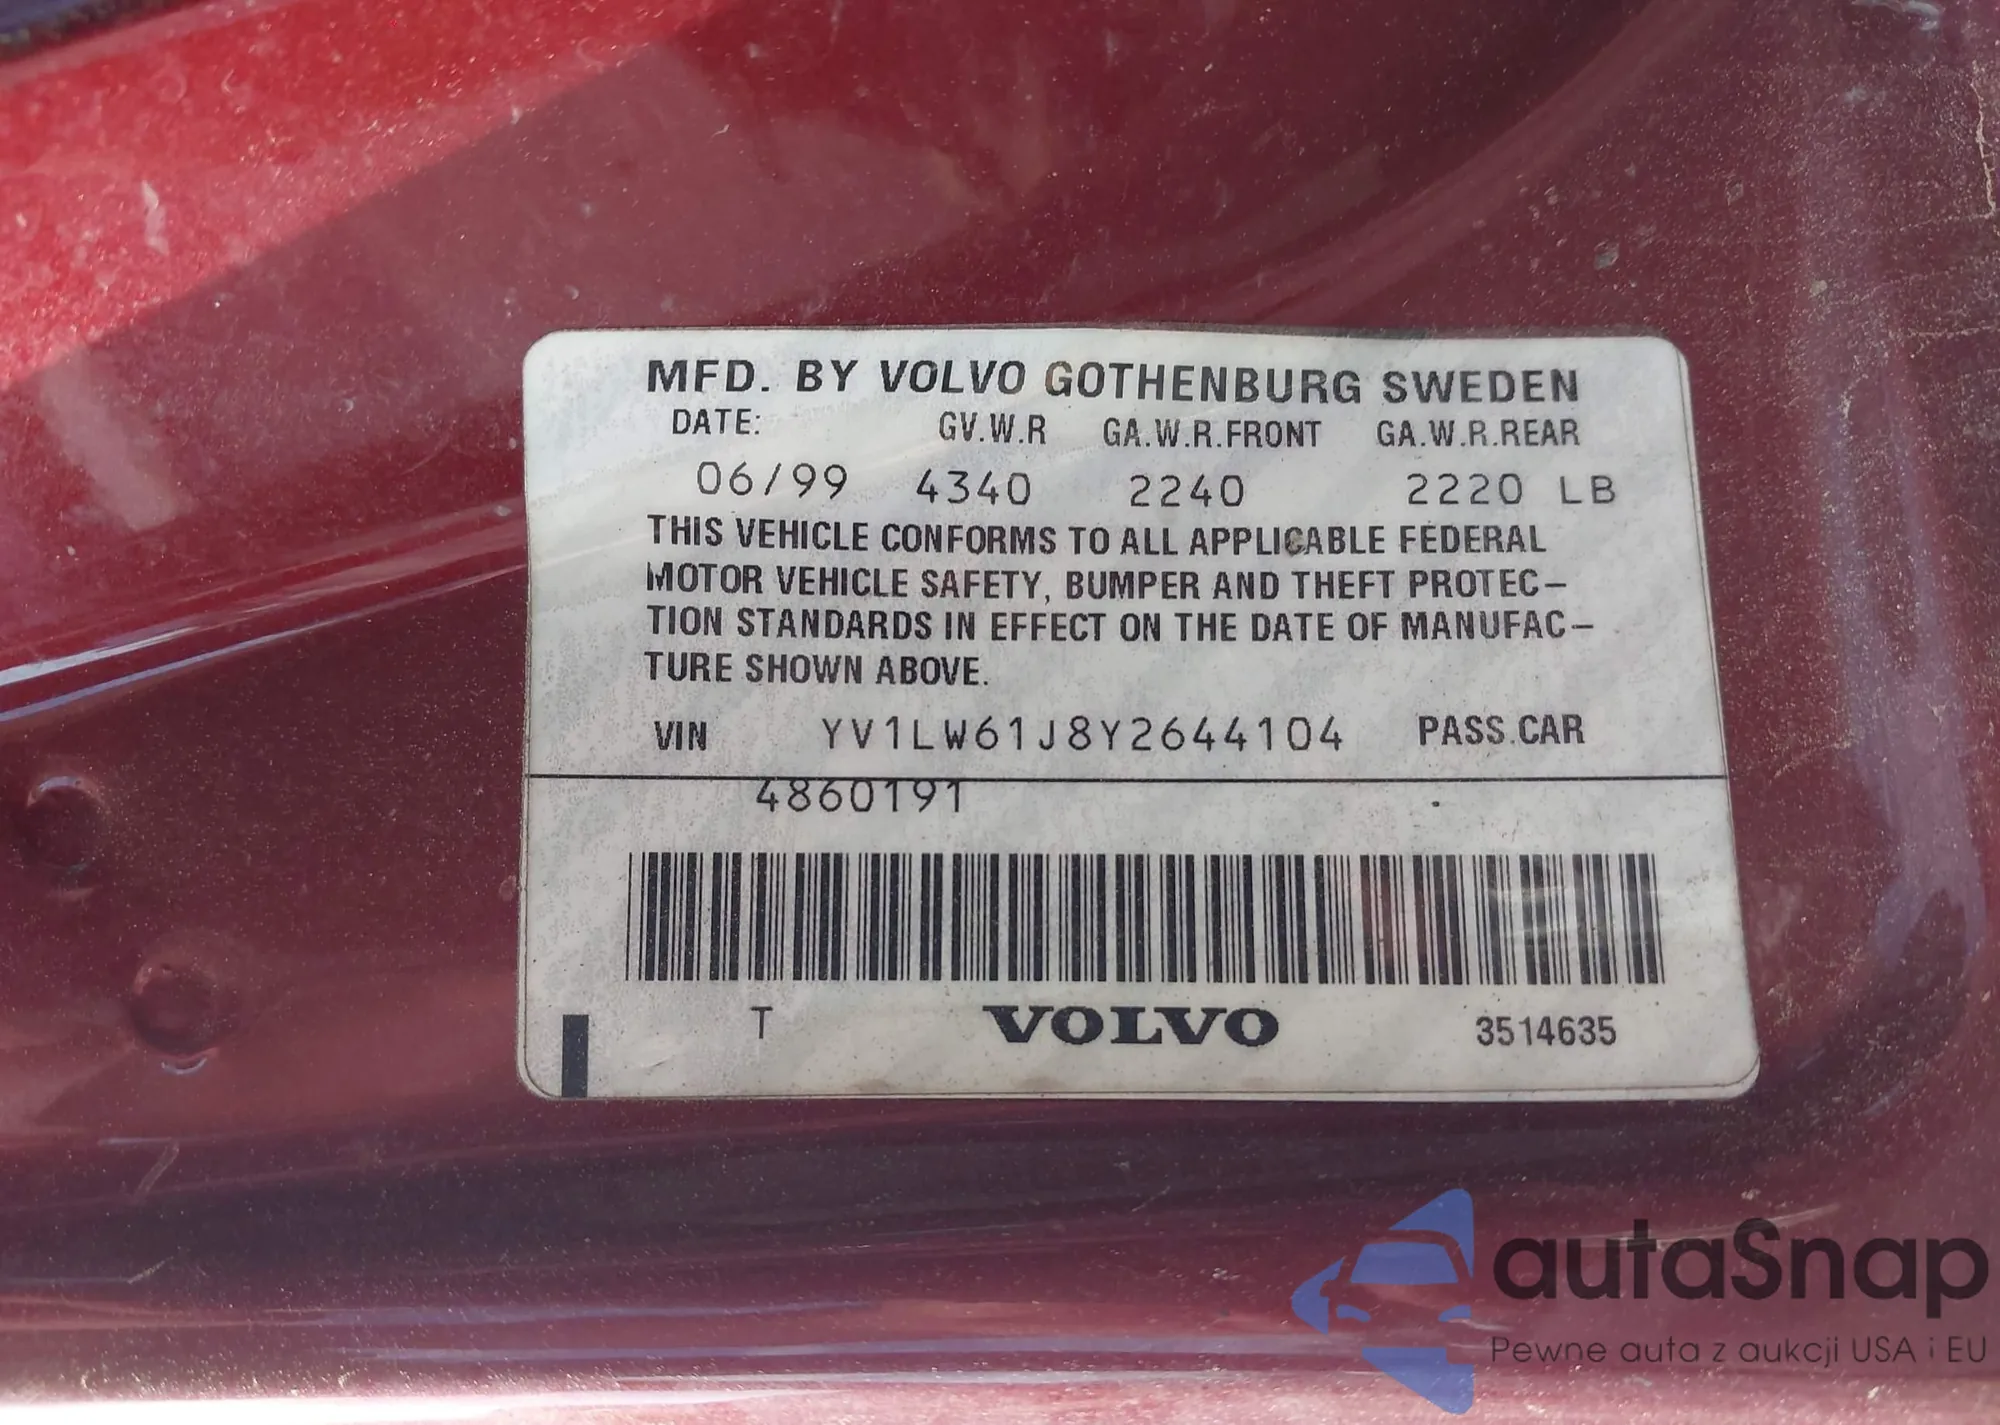 MFD. BY VOLVO GOTHENBURG SWEDEN
DATE: GV.W.R GA.W.R.FRONT GA.W.R.REAR
06/99 4340 2240 2220 LB
THIS VEHICLE CONFORMS TO ALL APPLICABLE FEDERAL
MOTOR VEHICLE SAFETY, BUMPER AND THEFT PROTEC–
TION STANDARDS IN EFFECT ON THE DATE OF MANUFAC–
TURE SHOWN ABOVE.
VIN YV1LW61J8Y2644104 PASS.CAR
4860191
T VOLVO 3514635
autaSnap
Pewne auta z aukcji USA i EU